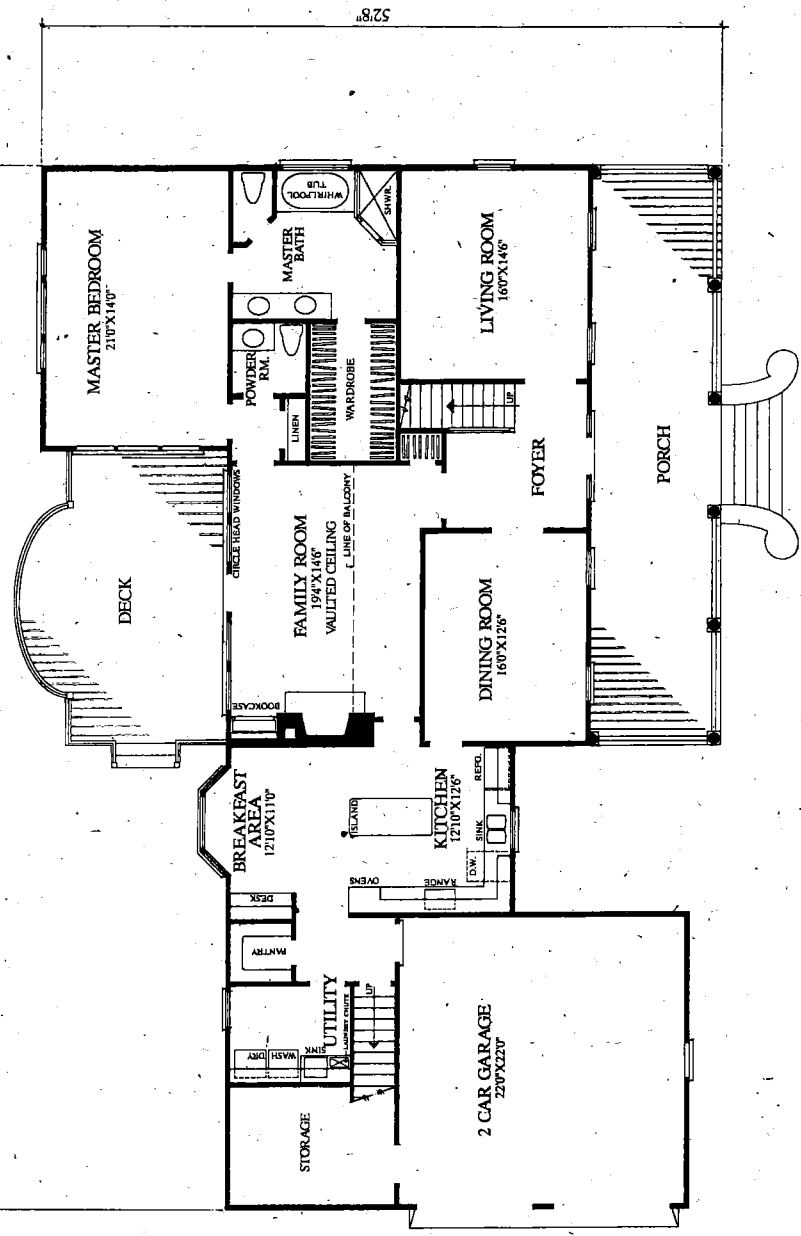 52'8"
MASTER BEDROOM
21'0"X14'0"
WHIRLPOOL
TUB
SHWR.
MASTER
BATH
LIVING ROOM
16'0"X14'6"
POWDER
R.M.
LINEN
WARDROBE
UP
FOYER
PORCH
DECK
CIRCLE HEAD WINDOWS
FAMILY ROOM
19'4"X14'6"
VAULTED CEILING
LINE OF BALCONY
BOOKCASE
DINING ROOM
16'0"X12'6"
BREAKFAST
AREA
12'10"X11'0"
ISLAND
KITCHEN
12'10"X12'6"
REFG.
SINK
D.W.
RANGE
OVENS
DESK
PANTRY
UTILITY
LAUNDRY CHUTE
UP
DRY
WASH
SINK
STORAGE
2 CAR GARAGE
22'0"X22'0"